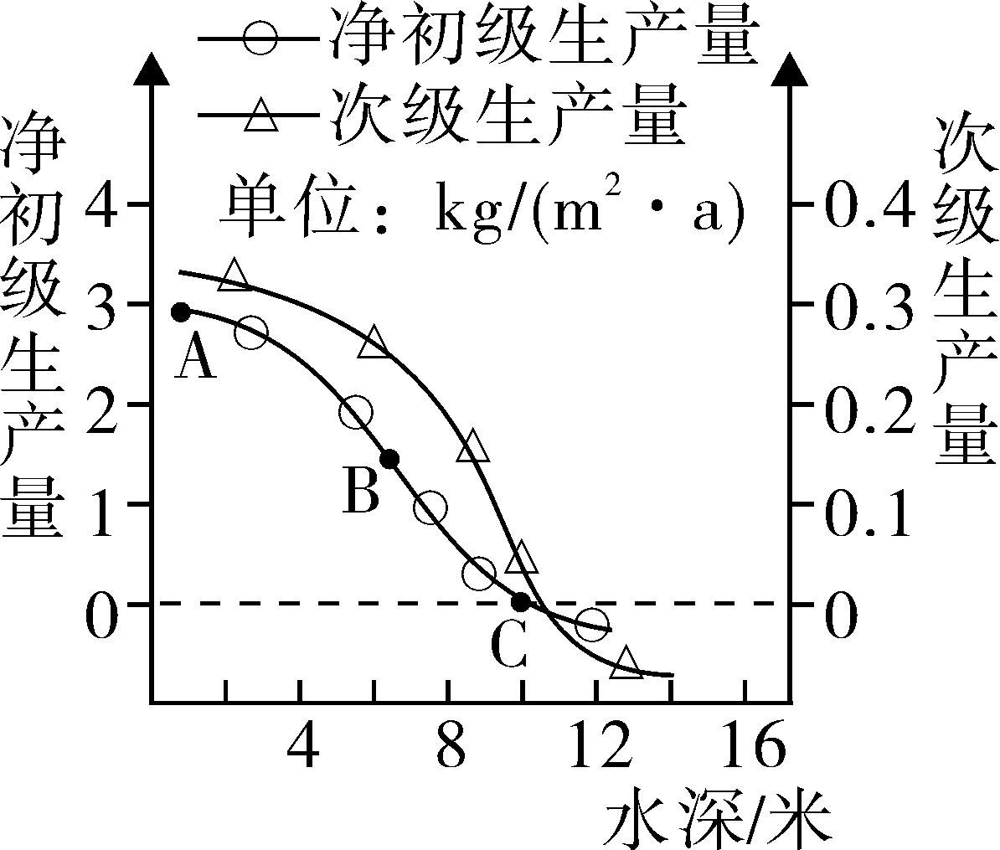 净初级生产量
次级生产量
单位：kg/(m²·a)
净初级生产量
4
3
2
1
0
次级生产量
0.4
0.3
0.2
0.1
0
A
B
C
4 8 12 16
水深/米